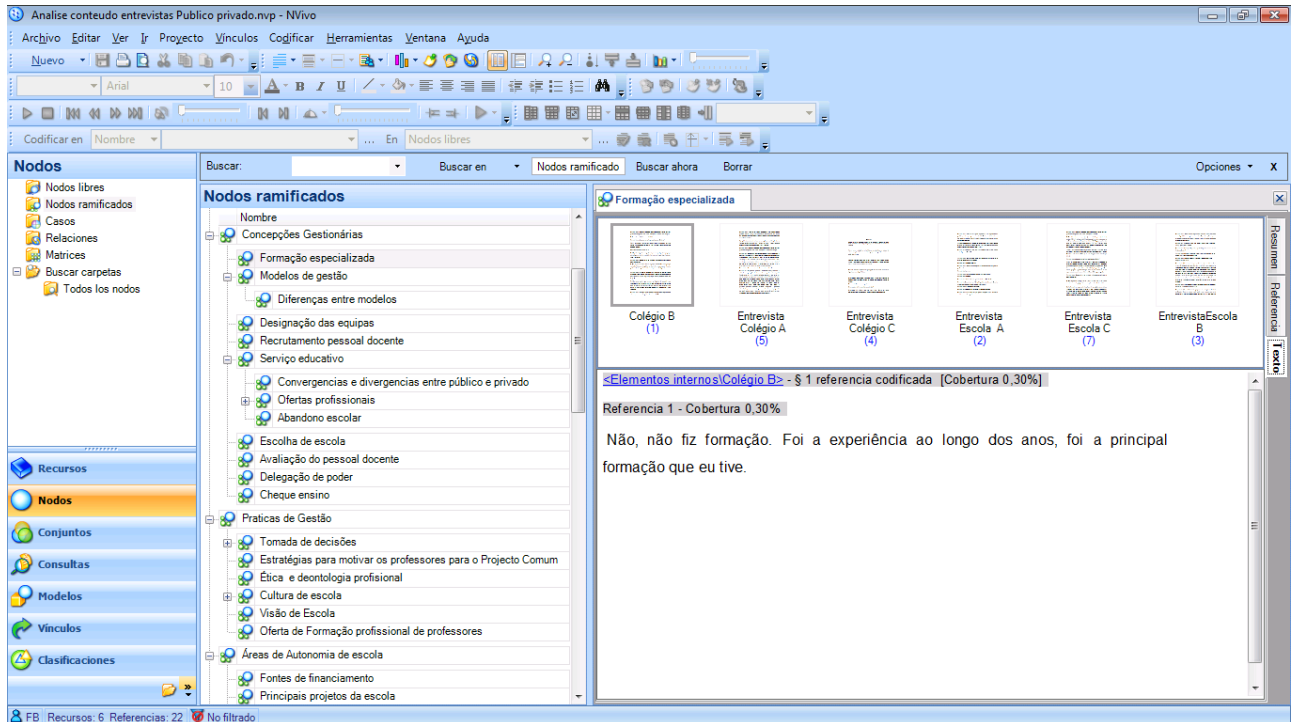 Analise conteudo entrevistas Publico privado.nvp - NVivo
Archivo Editar Ver Ir Proyecto Vínculos Codificar Herramientas Ventana Ayuda
Nuevo
Arial 10 A B I U
Codificar en Nombre ... En Nodos libres ...
Nodos
Nodos libres
Nodos ramificados
Casos
Relaciones
Matrices
Buscar carpetas
Todos los nodos
Recursos
Nodos
Conjuntos
Consultas
Modelos
Vínculos
Clasificaciones
Buscar: Buscar en Nodos ramificado Buscar ahora Borrar Opciones x
Nodos ramificados
Nombre
Concepções Gestionárias
Formação especializada
Modelos de gestão
Diferenças entre modelos
Designação das equipas
Recrutamento pessoal docente
Serviço educativo
Convergencias e divergencias entre público e privado
Ofertas profissionais
Abandono escolar
Escolha de escola
Avaliação do pessoal docente
Delegação de poder
Cheque ensino
Praticas de Gestão
Tomada de decisões
Estratégias para motivar os professores para o Projecto Comum
Ética e deontologia profisional
Cultura de escola
Visão de Escola
Oferta de Formação profissional de professores
Áreas de Autonomia de escola
Fontes de financiamento
Principais projetos da escola
Formação especializada
Colégio B
(1)
Entrevista
Colégio A
(5)
Entrevista
Colégio C
(4)
Entrevista
Escola A
(2)
Entrevista
Escola C
(7)
EntrevistaEscola
B
(3)
Resumen
Referencia
Texto
<Elementos internos\Colégio B> - § 1 referencia codificada [Cobertura 0,30%]
Referencia 1 - Cobertura 0,30%
Não, não fiz formação. Foi a experiência ao longo dos anos, foi a principal
formação que eu tive.
FB Recursos: 6 Referencias: 22 No filtrado